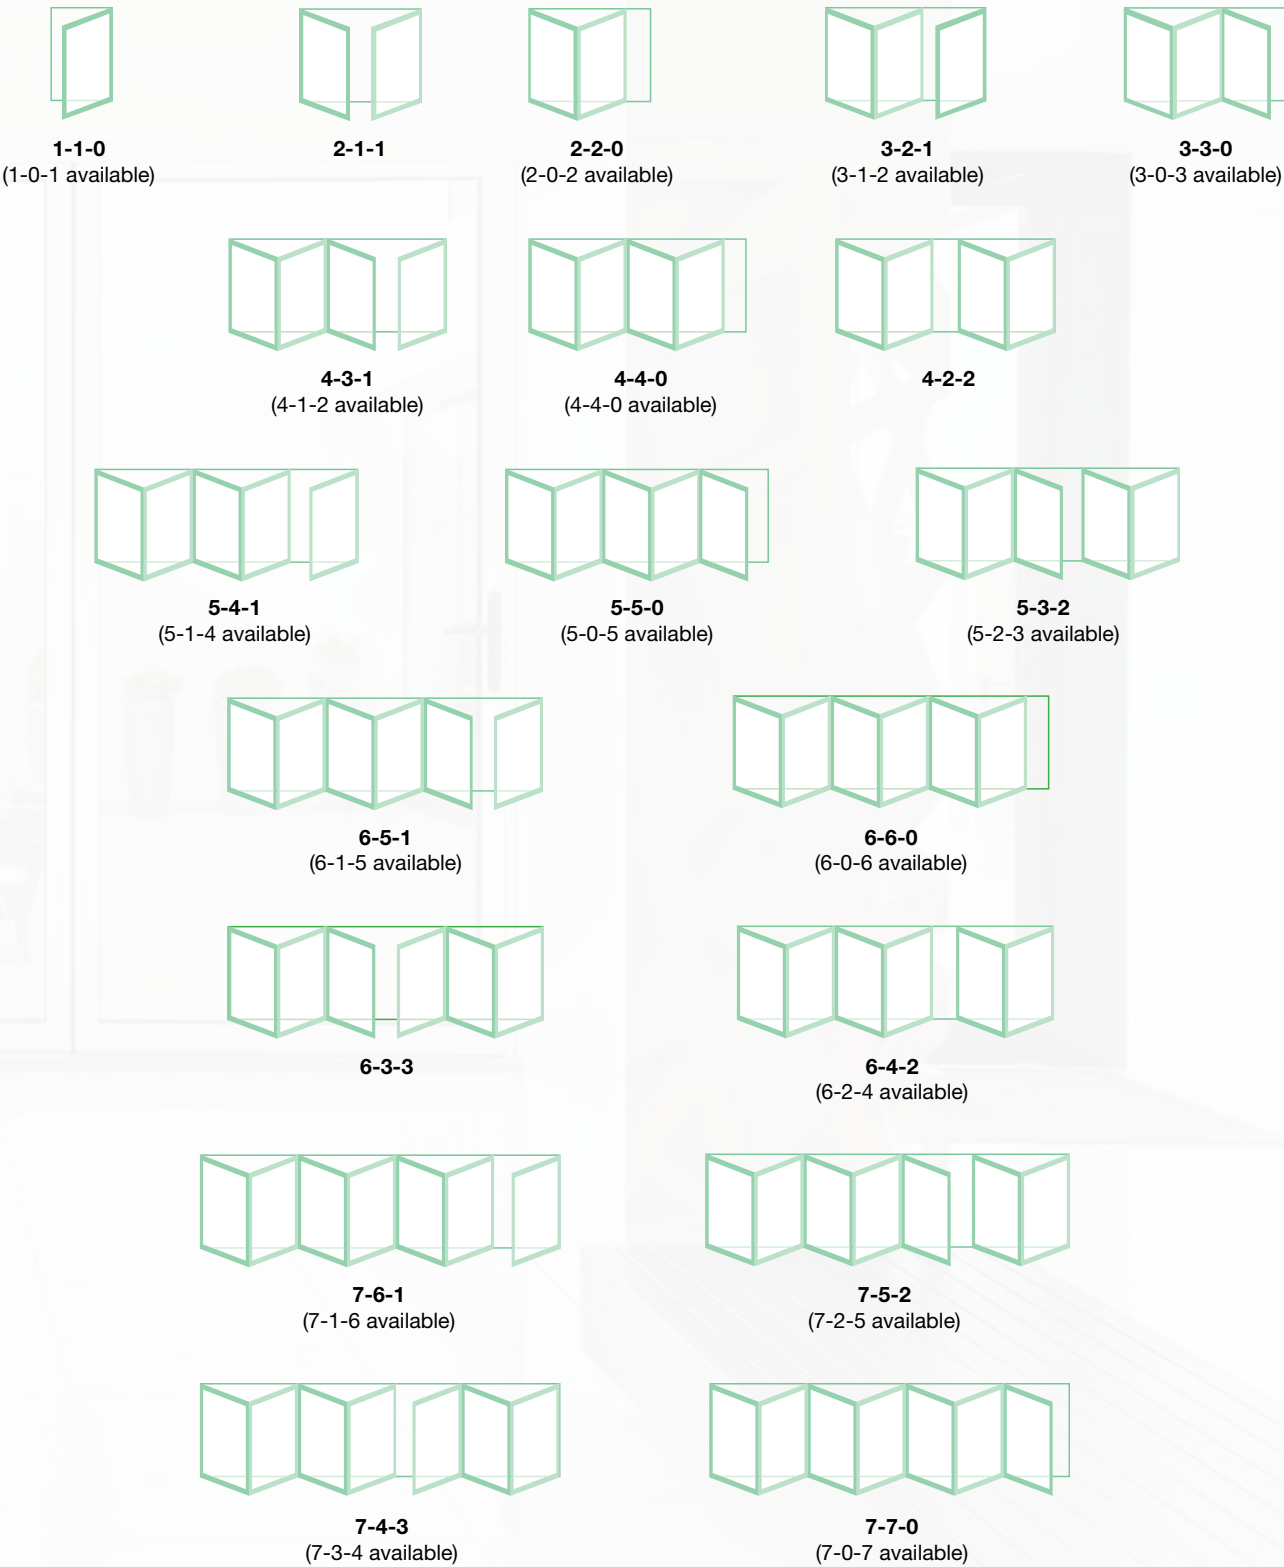 1-1-0
(1-0-1 available)
2-1-1
2-2-0
(2-0-2 available)
3-2-1
(3-1-2 available)
3-3-0
(3-0-3 available)
4-3-1
(4-1-2 available)
4-4-0
(4-4-0 available)
4-2-2
5-4-1
(5-1-4 available)
5-5-0
(5-0-5 available)
5-3-2
(5-2-3 available)
6-5-1
(6-1-5 available)
6-6-0
(6-0-6 available)
6-3-3
6-4-2
(6-2-4 available)
7-6-1
(7-1-6 available)
7-5-2
(7-2-5 available)
7-4-3
(7-3-4 available)
7-7-0
(7-0-7 available)